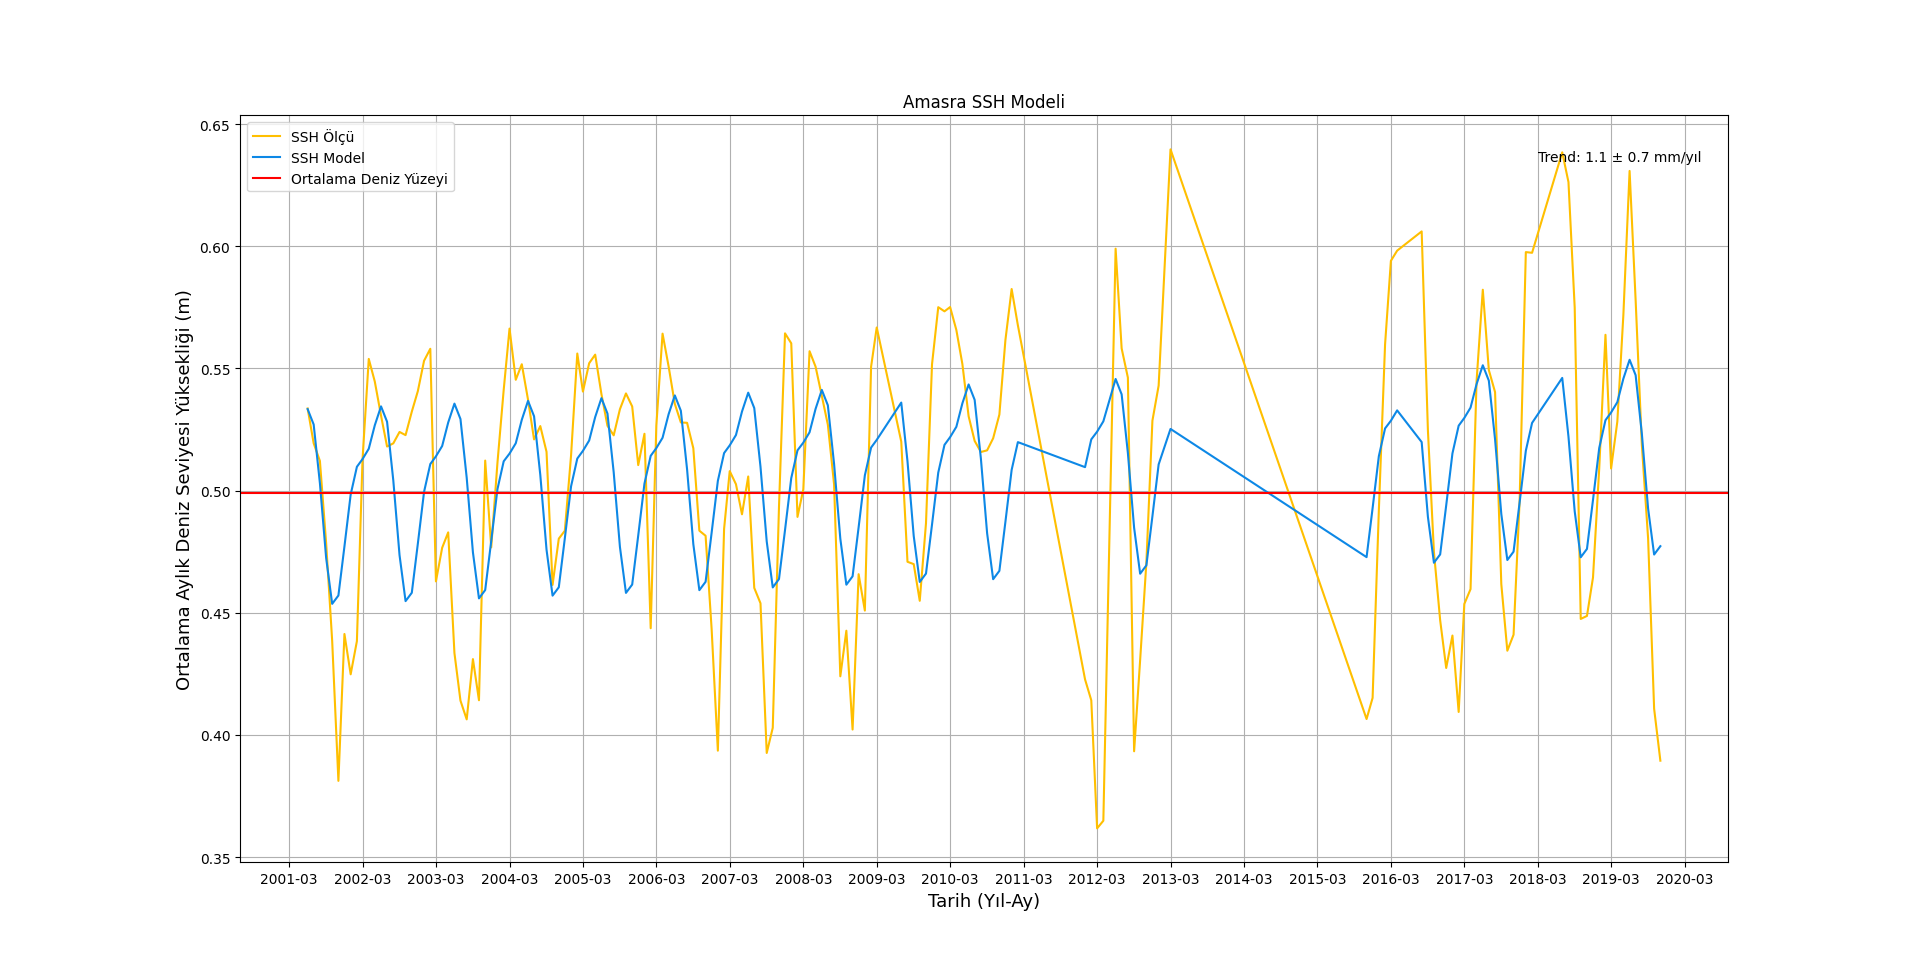 Amasra SSH Modeli
SSH Ölçü
SSH Model
Ortalama Deniz Yüzeyi
Trend: 1.1 ± 0.7 mm/yıl
Ortalama Aylık Deniz Seviyesi Yüksekliği (m)
0.65
0.60
0.55
0.50
0.45
0.40
0.35
2001-03 2002-03 2003-03 2004-03 2005-03 2006-03 2007-03 2008-03 2009-03 2010-03 2011-03 2012-03 2013-03 2014-03 2015-03 2016-03 2017-03 2018-03 2019-03 2020-03
Tarih (Yıl-Ay)